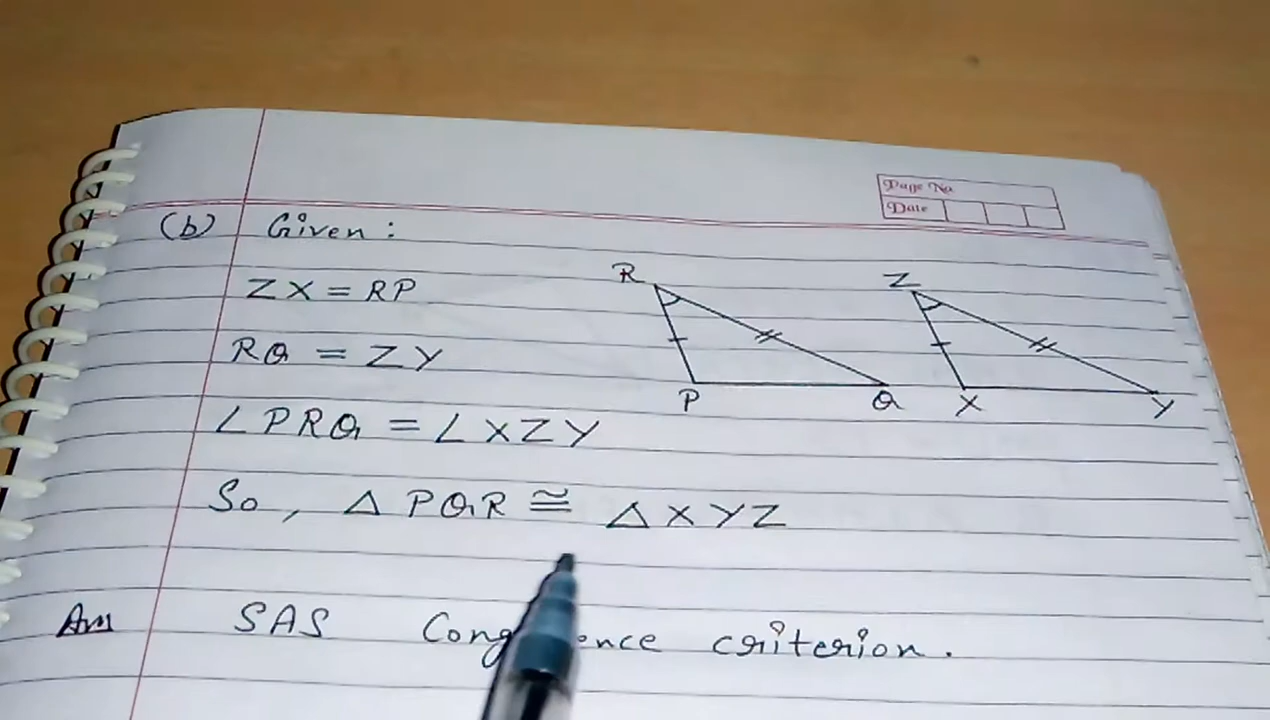 Page No.
Date
(b) Given:
ZX = RP
RQ = ZY
∠PRQ = ∠XZY
So, △PQR ≅ △XYZ
Ans SAS criterion.
R
Z
P
Q
X
Y